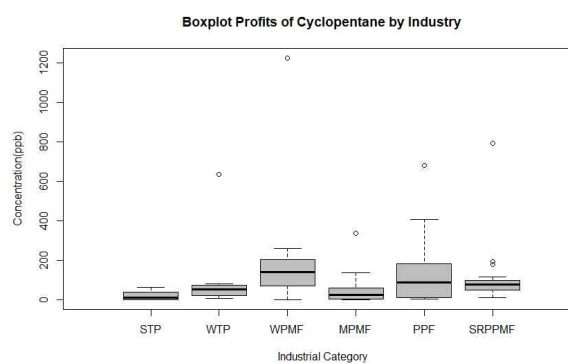 Boxplot Profits of Cyclopentane by Industry
Concentration(ppb)
1200
1000
800
600
400
200
0
STP WTP WPMF MPMF PPF SRPPMF
Industrial Category